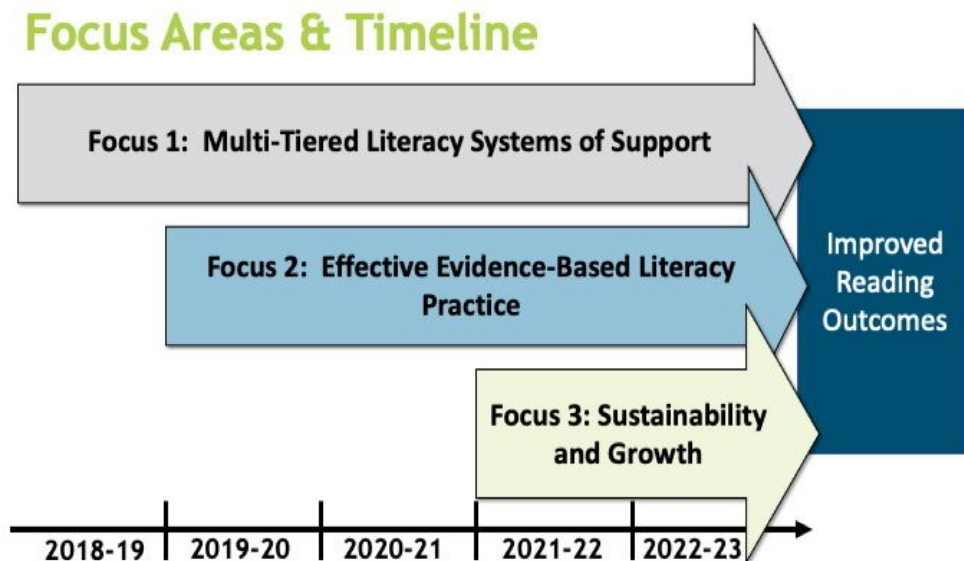 Focus Areas & Timeline
Focus 1:  Multi-Tiered Literacy Systems of Support
Focus 2:  Effective Evidence-Based Literacy
Practice
Focus 3: Sustainability
and Growth
Improved
Reading
Outcomes
2018-19
2019-20
2020-21
2021-22
2022-23